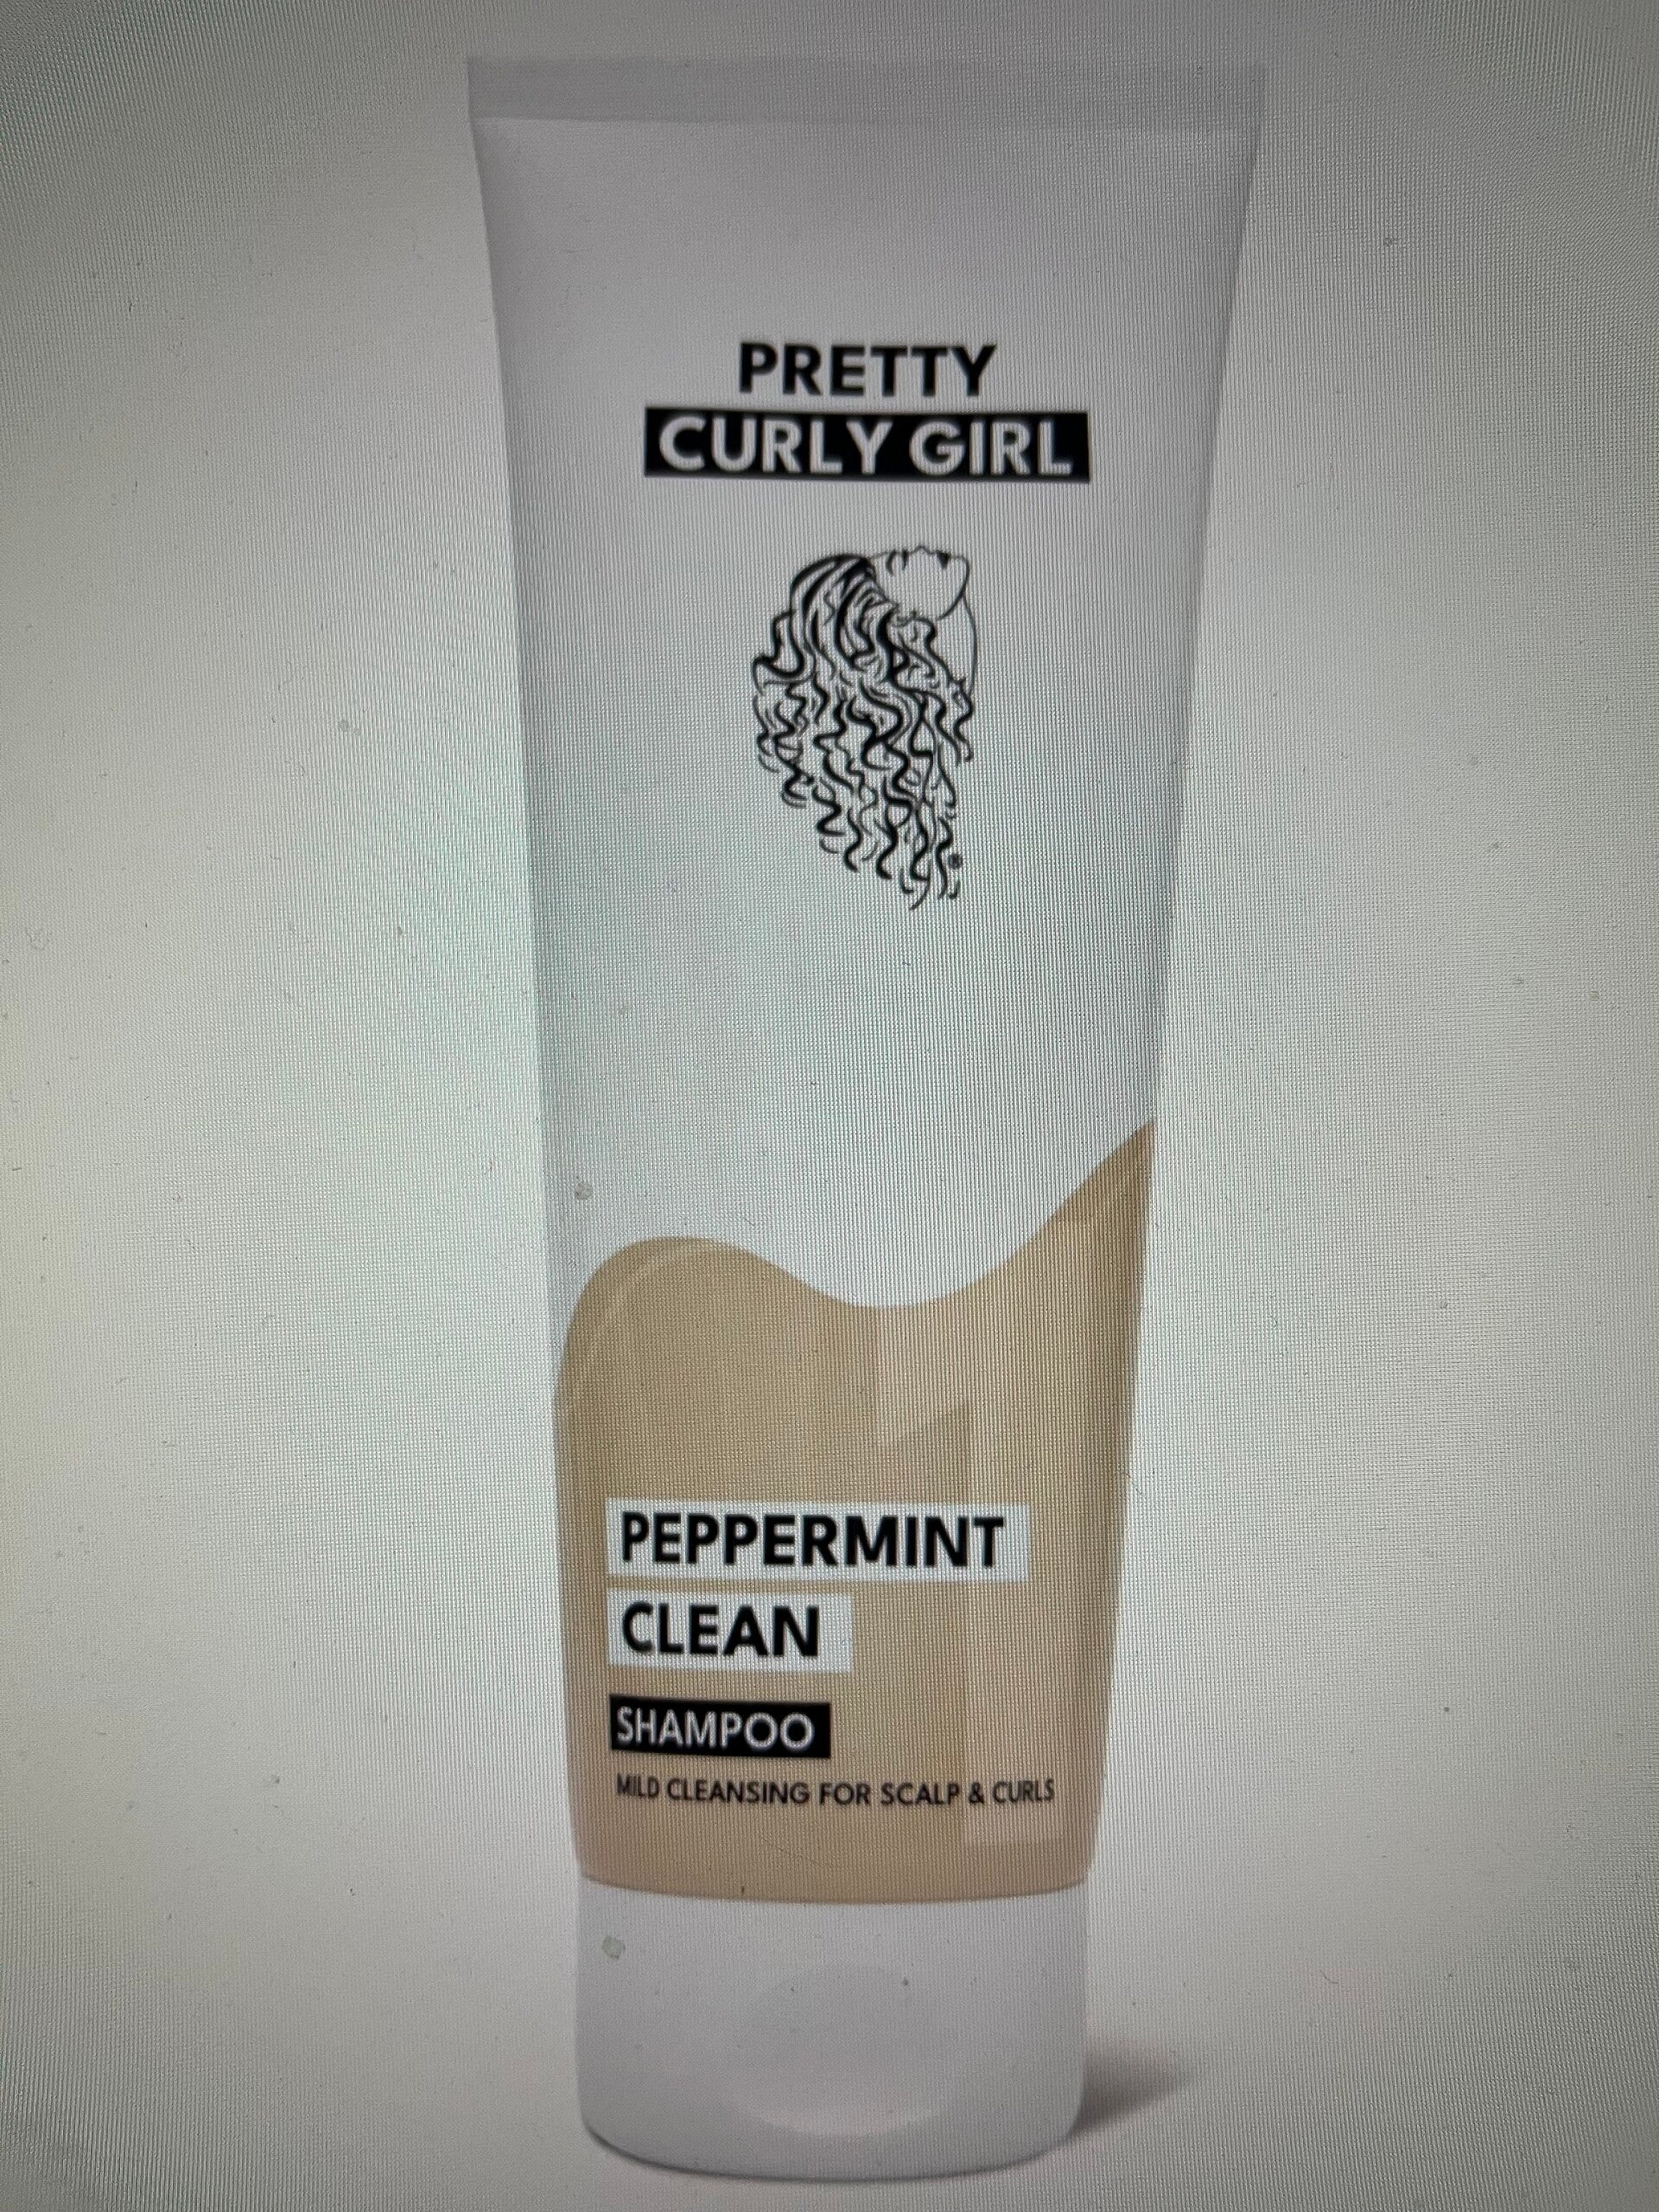 PRETTY
CURLY GIRL
®
PEPPERMINT
CLEAN
SHAMPOO
MILD CLEANSING FOR SCALP & CURLS